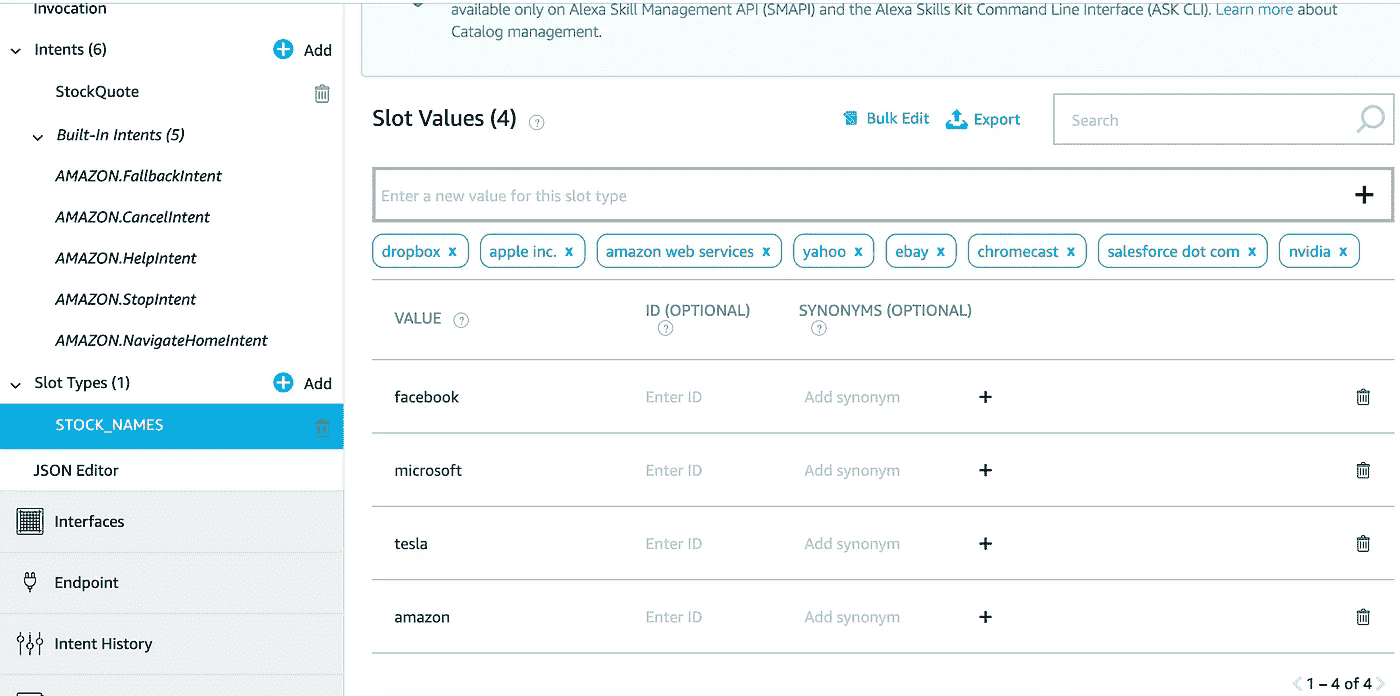 Invocation
Intents (6)
Add
StockQuote
Built-In Intents (5)
AMAZON.FallbackIntent
AMAZON.CancelIntent
AMAZON.HelpIntent
AMAZON.StopIntent
AMAZON.NavigateHomeIntent
Slot Types (1)
Add
STOCK_NAMES
JSON Editor
Interfaces
Endpoint
Intent History
available only on Alexa Skill Management API (SMAPI) and the Alexa Skills Kit Command Line Interface (ASK CLI). Learn more about
Catalog management.
Slot Values (4) ?
Bulk Edit
Export
Search
Enter a new value for this slot type
dropbox x apple inc. x amazon web services x yahoo x ebay x chromecast x salesforce dot com x nvidia x
VALUE ? ID (OPTIONAL) ? SYNONYMS (OPTIONAL) ?
facebook Enter ID Add synonym +
microsoft Enter ID Add synonym +
tesla Enter ID Add synonym +
amazon Enter ID Add synonym +
1 – 4 of 4